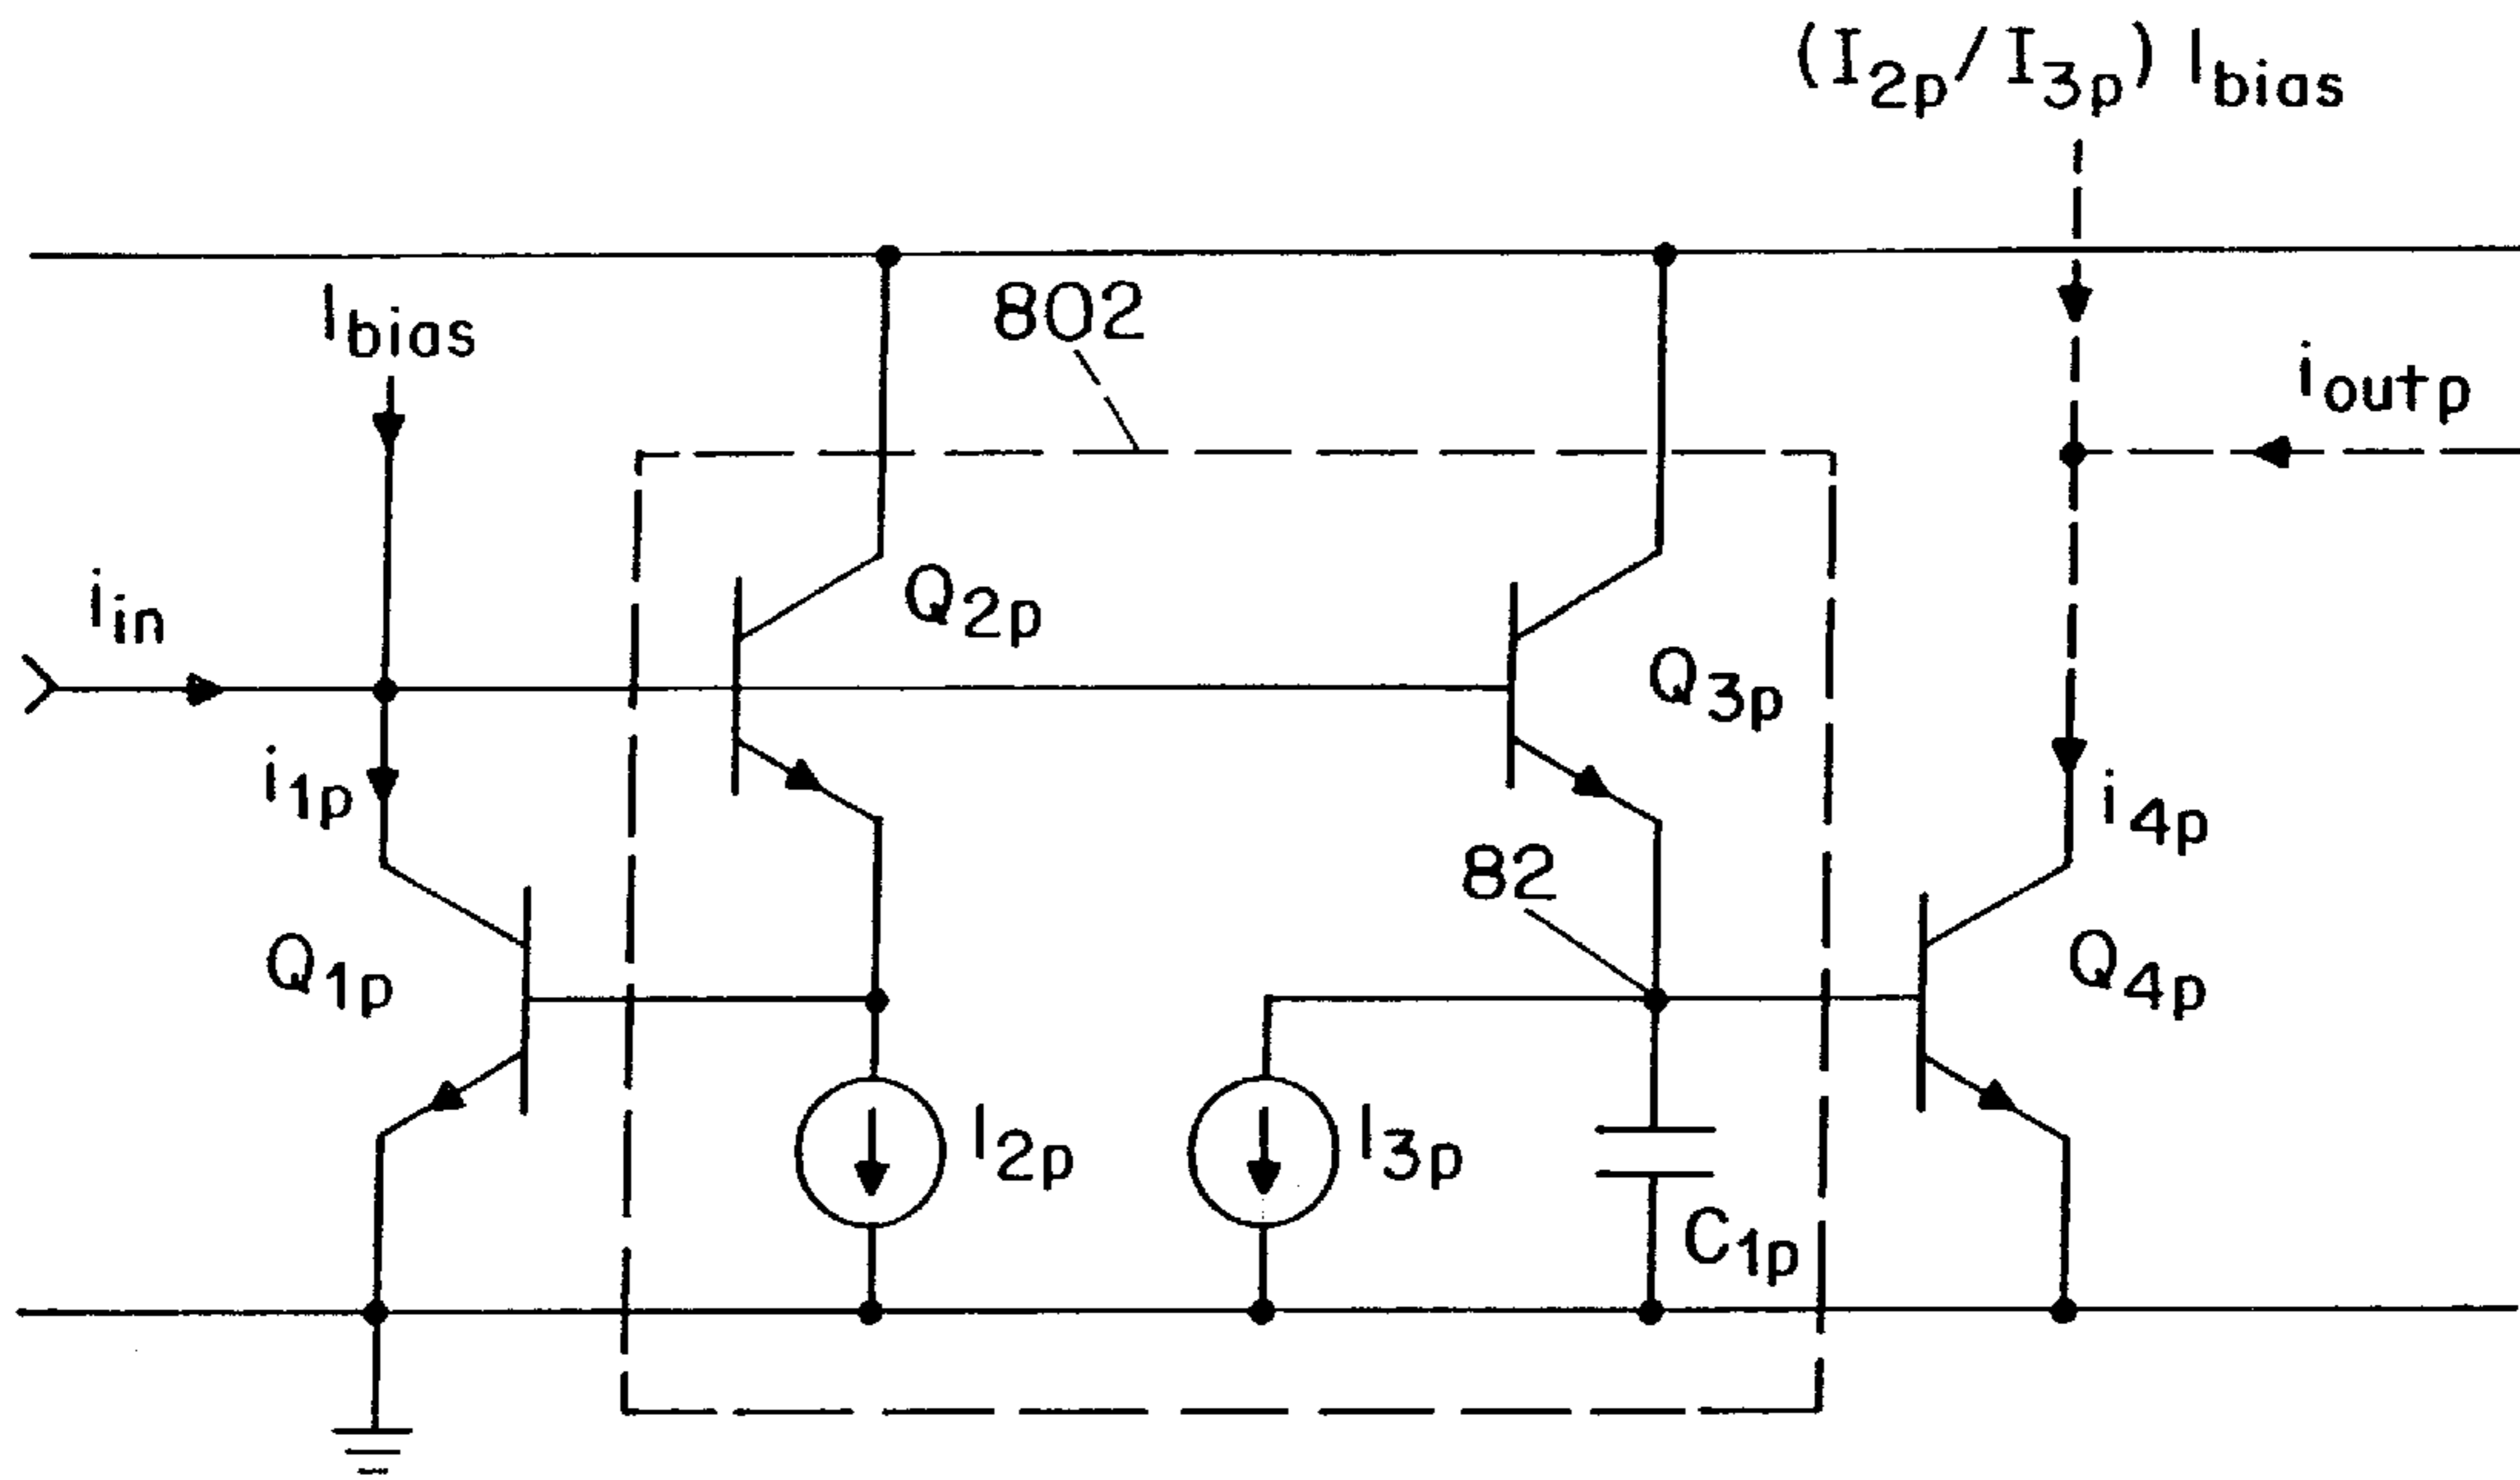 (I2p/I3p) Ibias
Ibias
802
ioutp
iin
Q2p
Q3p
i1p
i4p
82
Q1p
Q4p
I2p
I3p
C1p